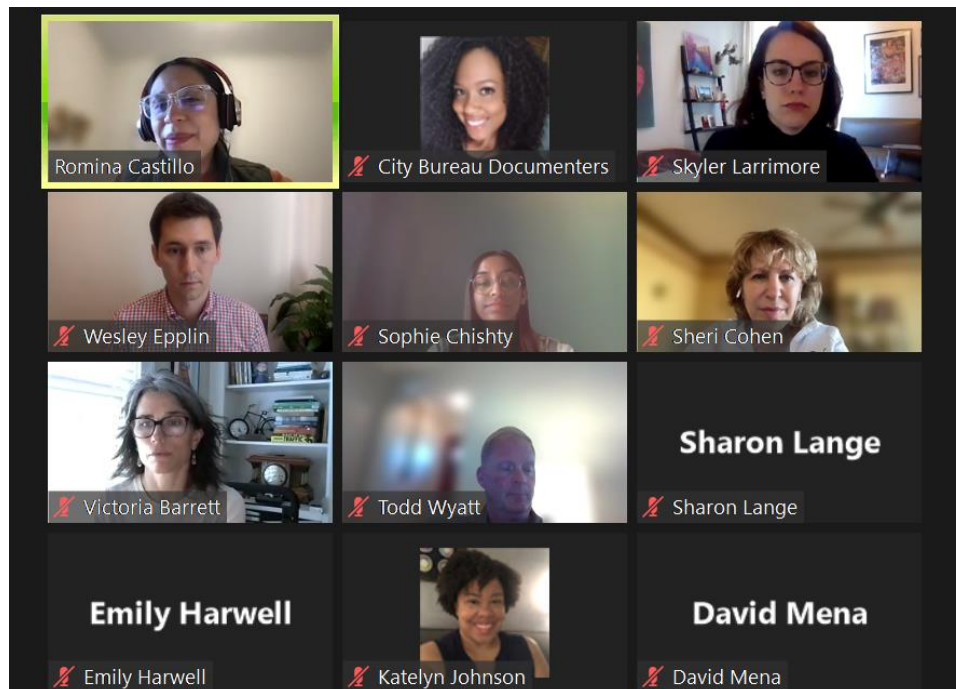 Romina Castillo
City Bureau Documenters
Skyler Larrimore
Wesley Epplin
Sophie Chishty
Sheri Cohen
Victoria Barrett
Todd Wyatt
Sharon Lange
Sharon Lange
Emily Harwell
Emily Harwell
Katelyn Johnson
David Mena
David Mena